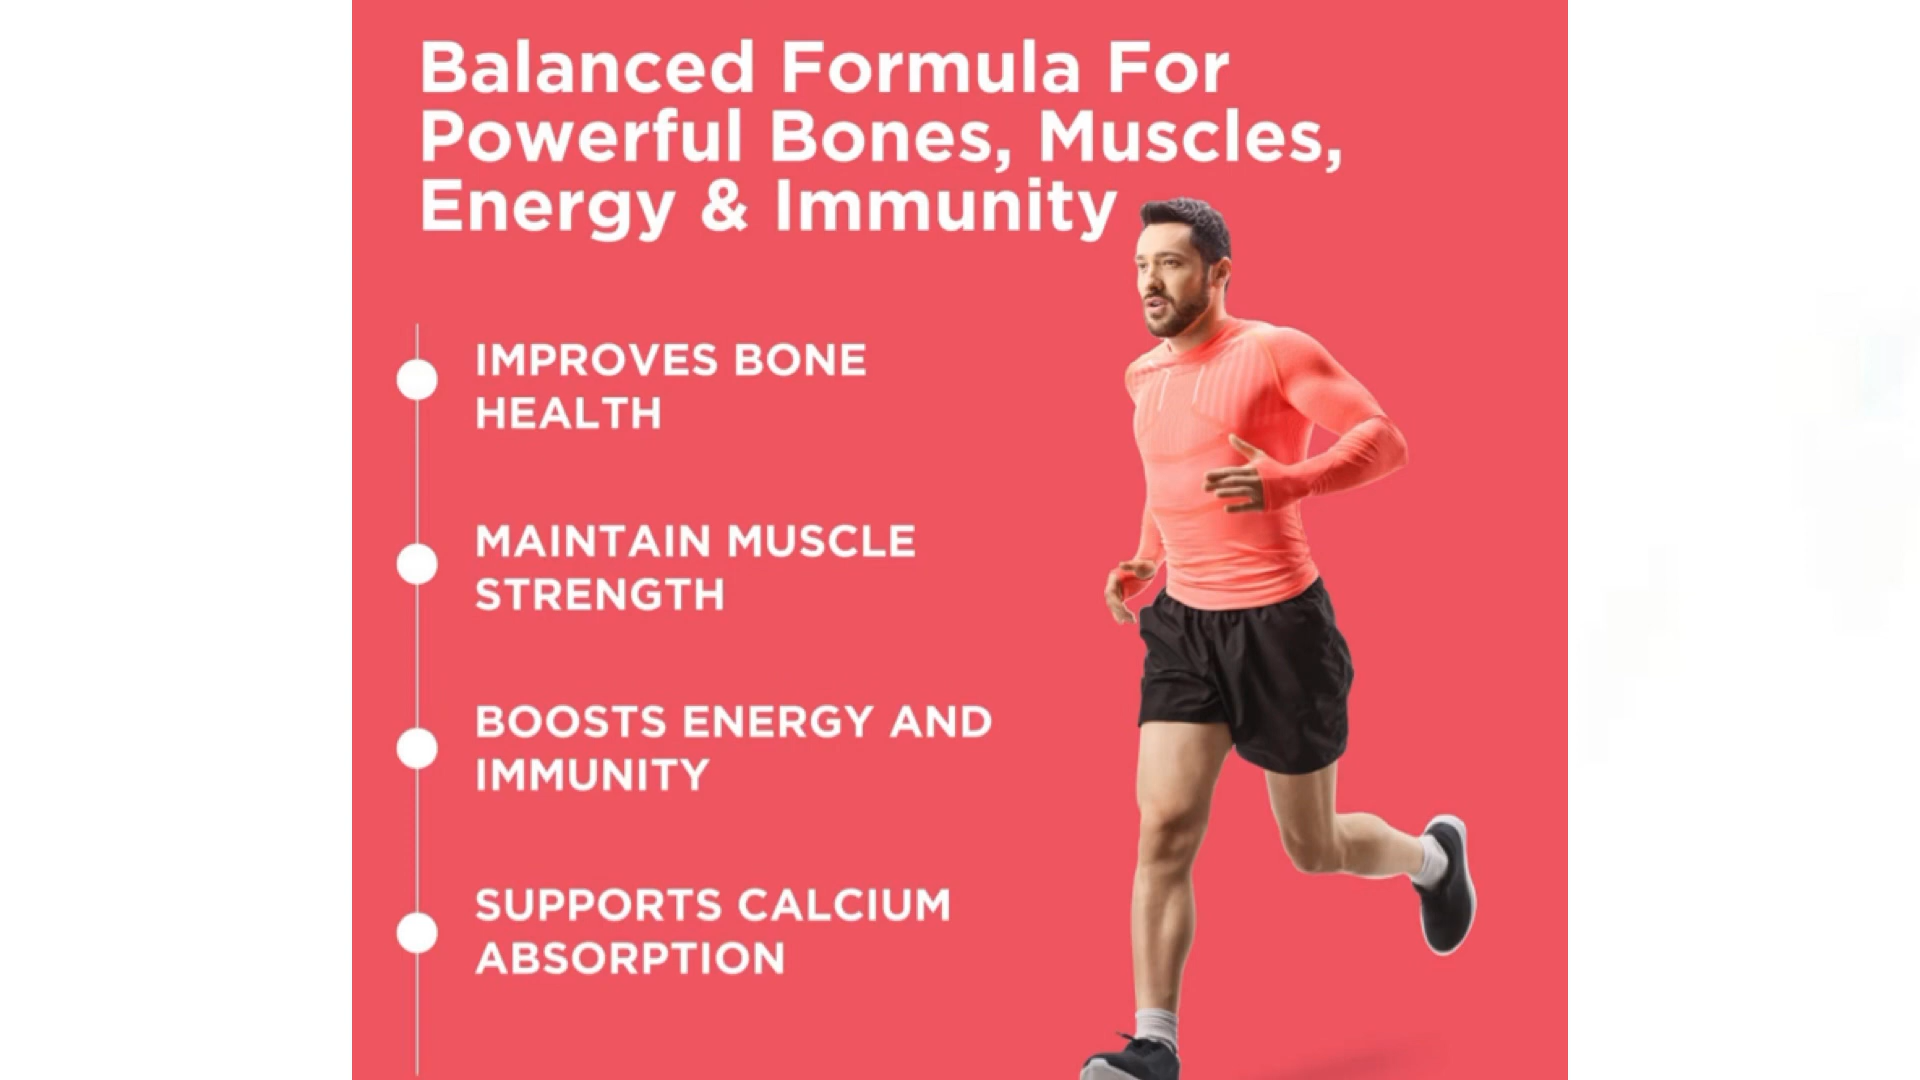 Balanced Formula For
Powerful Bones, Muscles,
Energy & Immunity
IMPROVES BONE
HEALTH
MAINTAIN MUSCLE
STRENGTH
BOOSTS ENERGY AND
IMMUNITY
SUPPORTS CALCIUM
ABSORPTION